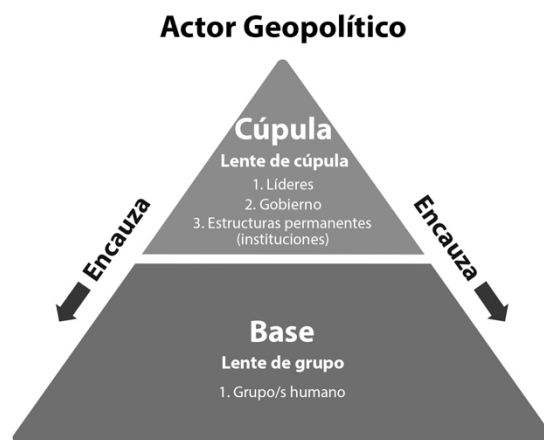 Actor Geopolítico
Cúpula
Lente de cúpula
1. Líderes
2. Gobierno
3. Estructuras permanentes
(instituciones)
Encauza
Encauza
Base
Lente de grupo
1. Grupo/s humano